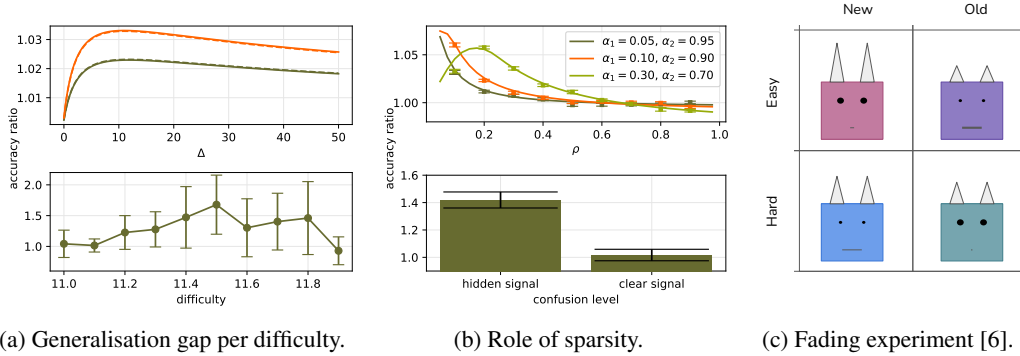 accuracy ratio
1.03
1.02
1.01
0
10
20
30
40
50
Δ
2.0
1.5
1.0
11.0
11.2
11.4
11.6
11.8
difficulty
(a) Generalisation gap per difficulty.
accuracy ratio
1.05
1.00
α₁ = 0.05, α₂ = 0.95
α₁ = 0.10, α₂ = 0.90
α₁ = 0.30, α₂ = 0.70
0.2
0.4
0.6
0.8
1.0
ρ
1.6
1.4
1.2
1.0
hidden signal
clear signal
confusion level
(b) Role of sparsity.
New
Old
Easy
Hard
(c) Fading experiment [6].